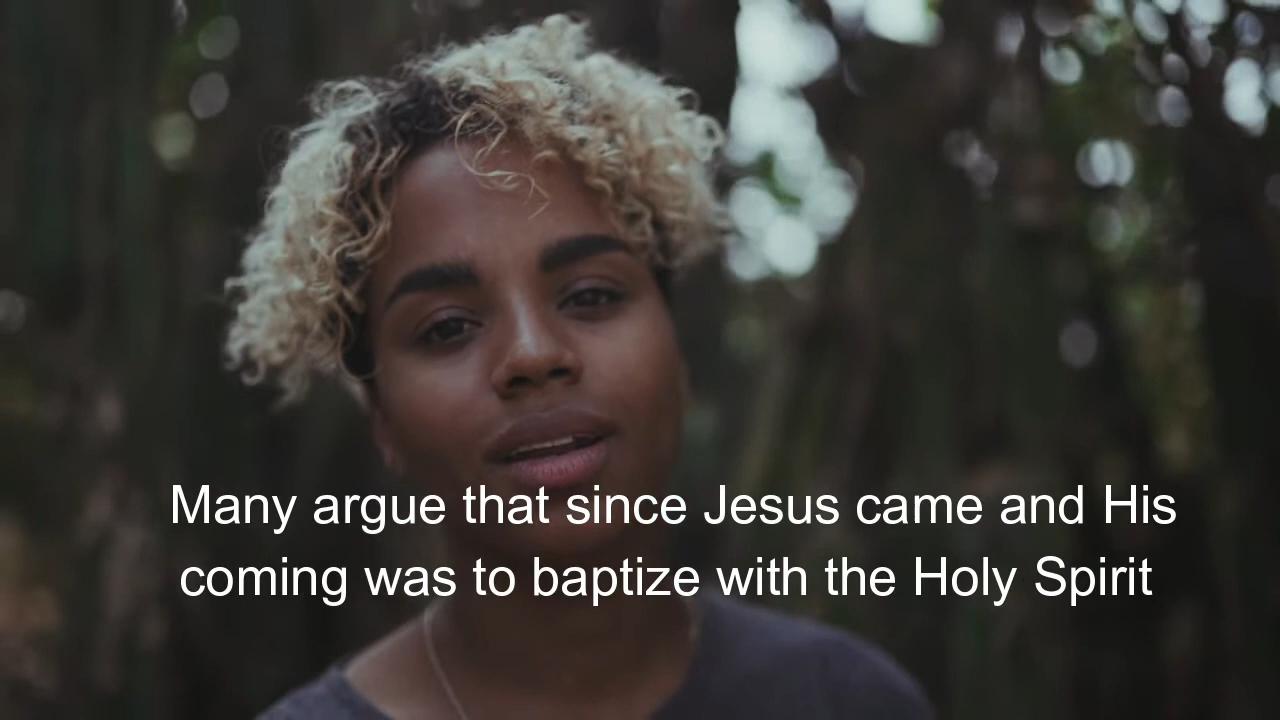 Many argue that since Jesus came and His
coming was to baptize with the Holy Spirit